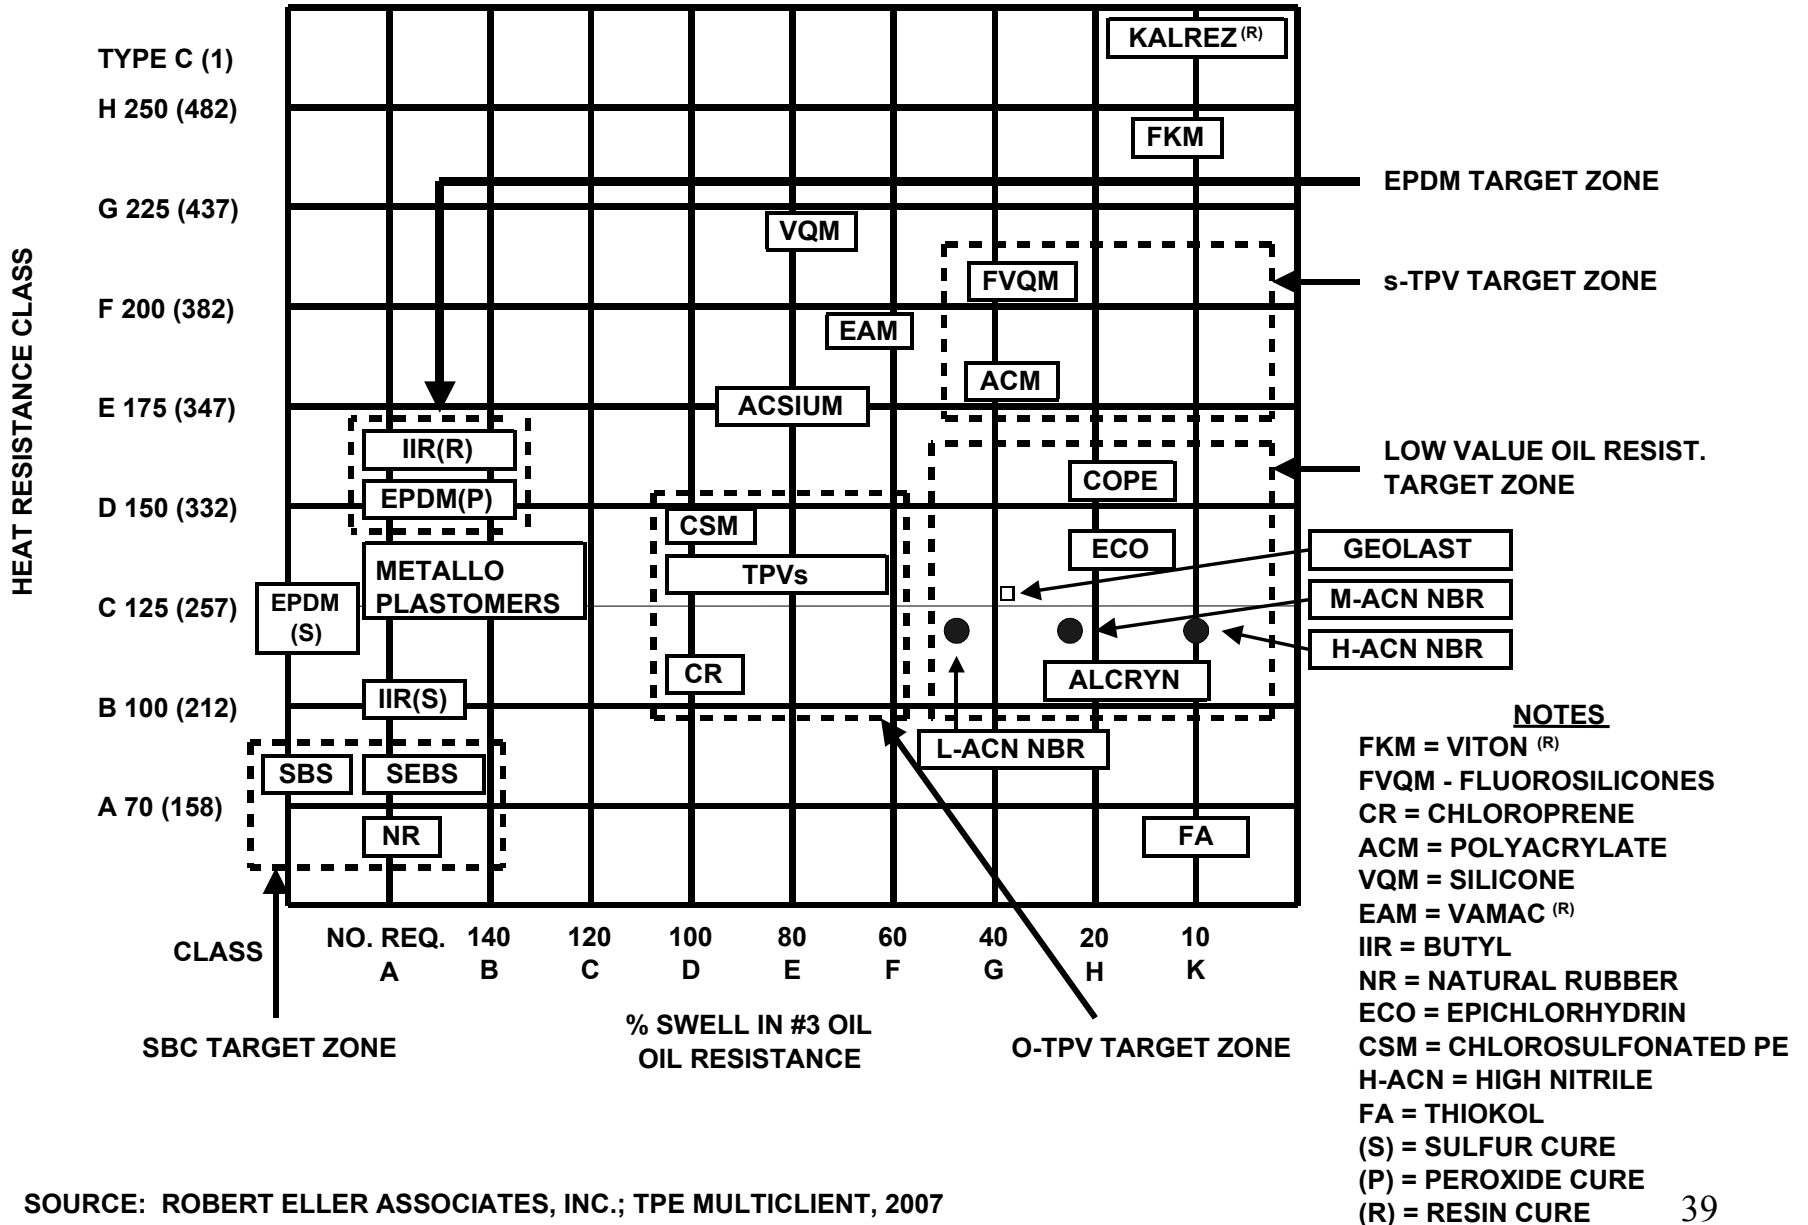 KALREZ (R)
TYPE C (1)
H 250 (482)
FKM
EPDM TARGET ZONE
G 225 (437)
VQM
FVQM
s-TPV TARGET ZONE
F 200 (382)
EAM
ACM
HEAT RESISTANCE CLASS
E 175 (347)
ACSIUM
IIR(R)
LOW VALUE OIL RESIST.
TARGET ZONE
COPE
EPDM(P)
D 150 (332)
CSM
ECO
GEOLAST
METALLO
PLASTOMERS
TPVs
EPDM
(S)
C 125 (257)
M-ACN NBR
H-ACN NBR
CR
ALCRYN
IIR(S)
B 100 (212)
L-ACN NBR
SBS
SEBS
A 70 (158)
NR
FA
CLASS
NO. REQ. 140 120 100 80 60 40 20 10
A B C D E F G H K
% SWELL IN #3 OIL
OIL RESISTANCE
SBC TARGET ZONE
O-TPV TARGET ZONE
NOTES
FKM = VITON (R)
FVQM - FLUOROSILICONES
CR = CHLOROPRENE
ACM = POLYACRYLATE
VQM = SILICONE
EAM = VAMAC (R)
IIR = BUTYL
NR = NATURAL RUBBER
ECO = EPICHLORHYDRIN
CSM = CHLOROSULFONATED PE
H-ACN = HIGH NITRILE
FA = THIOKOL
(S) = SULFUR CURE
(P) = PEROXIDE CURE
(R) = RESIN CURE
SOURCE: ROBERT ELLER ASSOCIATES, INC.; TPE MULTICLIENT, 2007
39